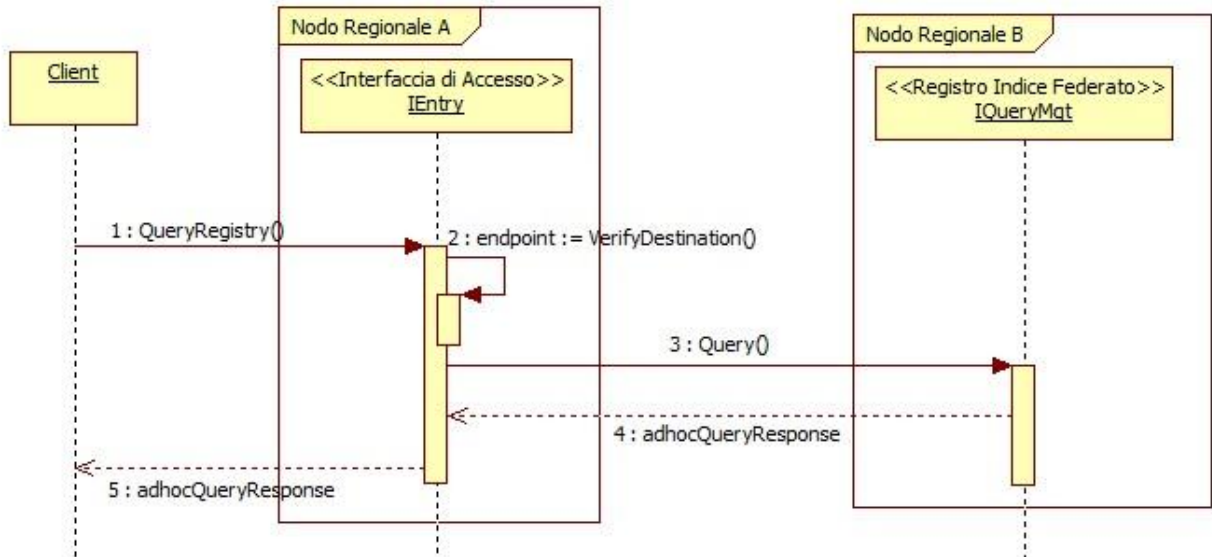 Nodo Regionale A
Nodo Regionale B
Client
<<Interfaccia di Accesso>>
IEntry
<<Registro Indice Federato>>
IQueryMgt
1 : QueryRegistry()
2 : endpoint := VerifyDestination()
3 : Query()
4 : adhocQueryResponse
5 : adhocQueryResponse